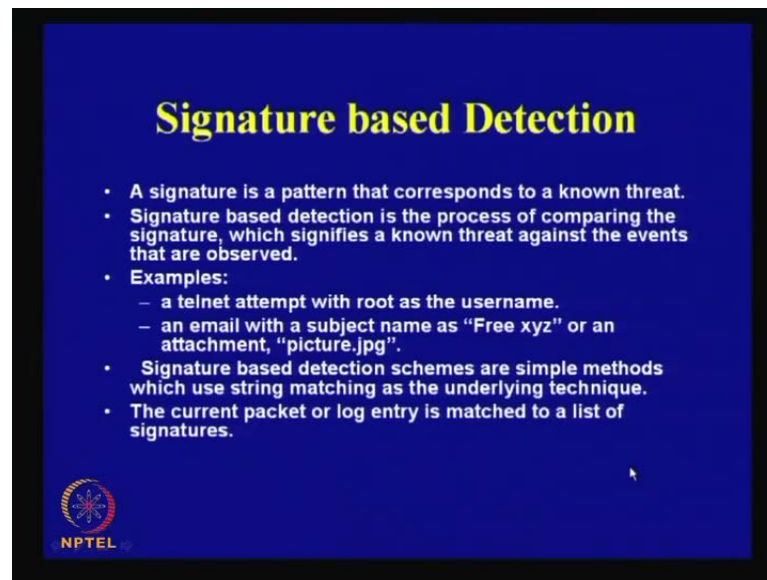 Signature based Detection
• A signature is a pattern that corresponds to a known threat.
• Signature based detection is the process of comparing the
signature, which signifies a known threat against the events
that are observed.
• Examples:
– a telnet attempt with root as the username.
– an email with a subject name as “Free xyz” or an
attachment, “picture.jpg”.
• Signature based detection schemes are simple methods
which use string matching as the underlying technique.
• The current packet or log entry is matched to a list of
signatures.
NPTEL